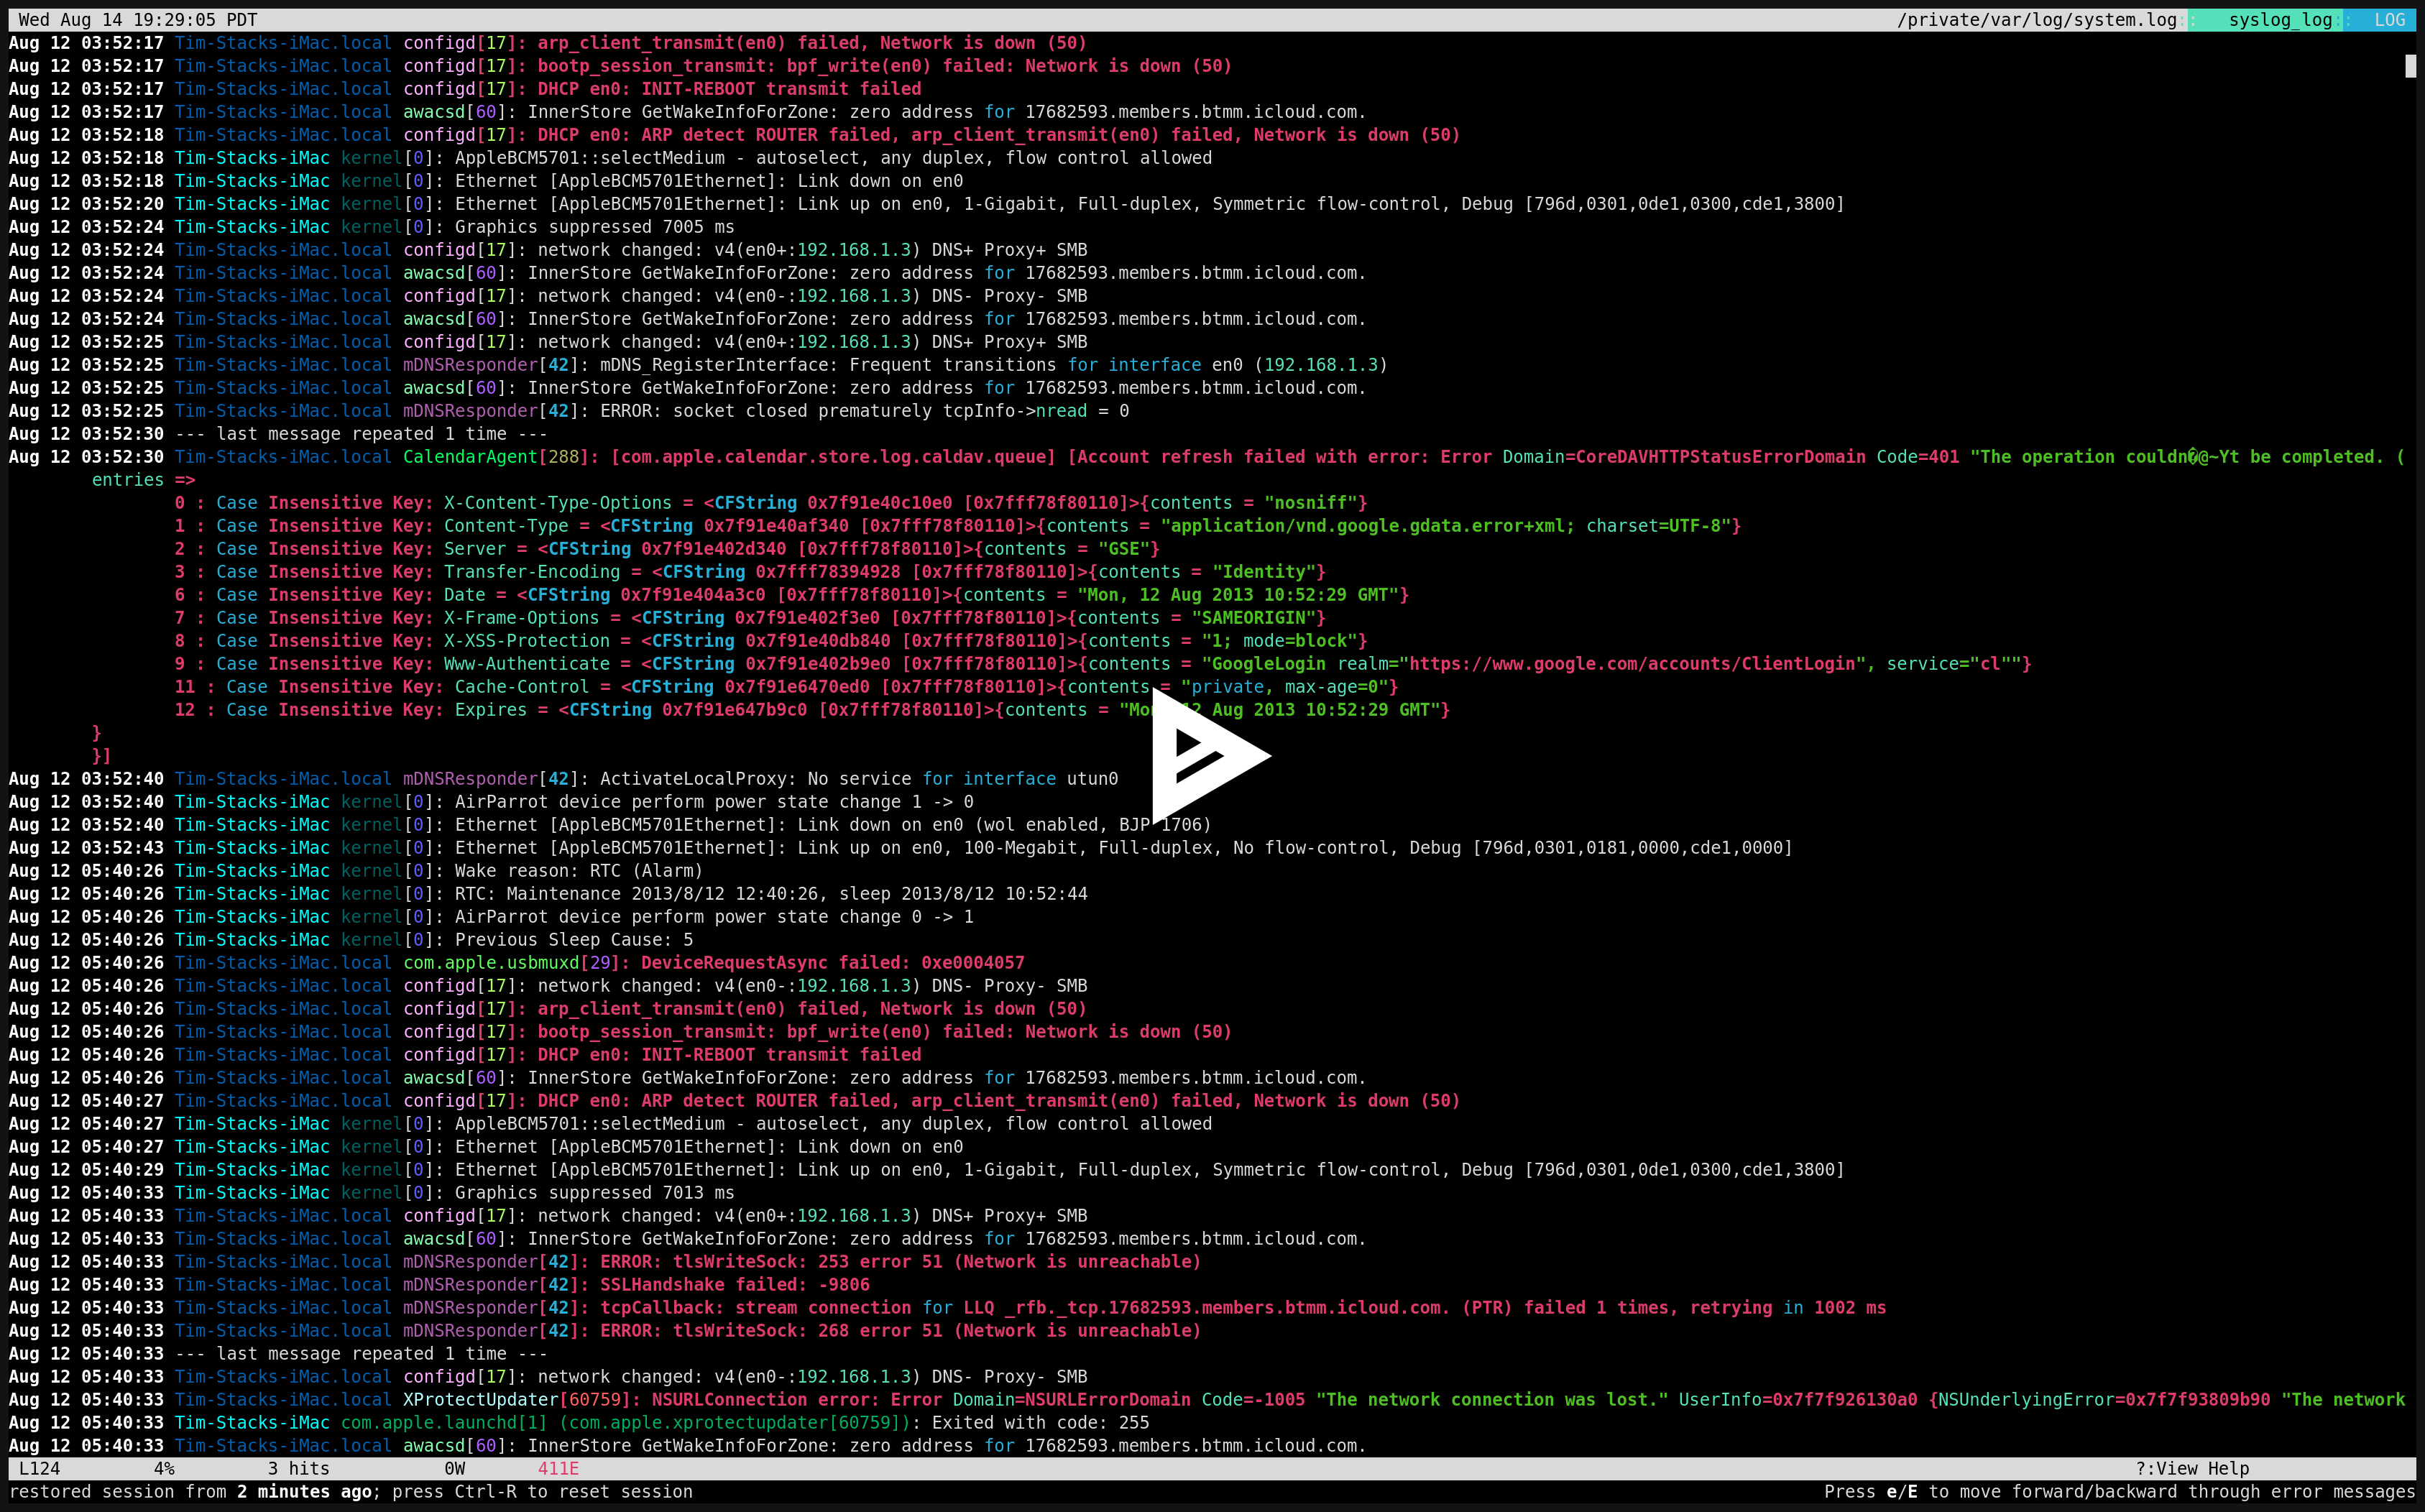 Wed Aug 14 19:29:05 PDT /private/var/log/system.log:: syslog_log:: LOG
Aug 12 03:52:17 Tim-Stacks-iMac.local configd[17]: arp_client_transmit(en0) failed, Network is down (50)
Aug 12 03:52:17 Tim-Stacks-iMac.local configd[17]: bootp_session_transmit: bpf_write(en0) failed: Network is down (50)
Aug 12 03:52:17 Tim-Stacks-iMac.local configd[17]: DHCP en0: INIT-REBOOT transmit failed
Aug 12 03:52:17 Tim-Stacks-iMac.local awacsd[60]: InnerStore GetWakeInfoForZone: zero address for 17682593.members.btmm.icloud.com.
Aug 12 03:52:18 Tim-Stacks-iMac.local configd[17]: DHCP en0: ARP detect ROUTER failed, arp_client_transmit(en0) failed, Network is down (50)
Aug 12 03:52:18 Tim-Stacks-iMac kernel[0]: AppleBCM5701::selectMedium - autoselect, any duplex, flow control allowed
Aug 12 03:52:18 Tim-Stacks-iMac kernel[0]: Ethernet [AppleBCM5701Ethernet]: Link down on en0
Aug 12 03:52:20 Tim-Stacks-iMac kernel[0]: Ethernet [AppleBCM5701Ethernet]: Link up on en0, 1-Gigabit, Full-duplex, Symmetric flow-control, Debug [796d,0301,0de1,0300,cde1,3800]
Aug 12 03:52:24 Tim-Stacks-iMac kernel[0]: Graphics suppressed 7005 ms
Aug 12 03:52:24 Tim-Stacks-iMac.local configd[17]: network changed: v4(en0+:192.168.1.3) DNS+ Proxy+ SMB
Aug 12 03:52:24 Tim-Stacks-iMac.local awacsd[60]: InnerStore GetWakeInfoForZone: zero address for 17682593.members.btmm.icloud.com.
Aug 12 03:52:24 Tim-Stacks-iMac.local configd[17]: network changed: v4(en0-:192.168.1.3) DNS- Proxy- SMB
Aug 12 03:52:24 Tim-Stacks-iMac.local awacsd[60]: InnerStore GetWakeInfoForZone: zero address for 17682593.members.btmm.icloud.com.
Aug 12 03:52:25 Tim-Stacks-iMac.local configd[17]: network changed: v4(en0+:192.168.1.3) DNS+ Proxy+ SMB
Aug 12 03:52:25 Tim-Stacks-iMac.local mDNSResponder[42]: mDNS_RegisterInterface: Frequent transitions for interface en0 (192.168.1.3)
Aug 12 03:52:25 Tim-Stacks-iMac.local awacsd[60]: InnerStore GetWakeInfoForZone: zero address for 17682593.members.btmm.icloud.com.
Aug 12 03:52:25 Tim-Stacks-iMac.local mDNSResponder[42]: ERROR: socket closed prematurely tcpInfo->nread = 0
Aug 12 03:52:30 --- last message repeated 1 time ---
Aug 12 03:52:30 Tim-Stacks-iMac.local CalendarAgent[288]: [com.apple.calendar.store.log.caldav.queue] [Account refresh failed with error: Error Domain=CoreDAVHTTPStatusErrorDomain Code=401 "The operation couldn�@~Yt be completed. (
entries =>
0 : Case Insensitive Key: X-Content-Type-Options = <CFString 0x7f91e40c10e0 [0x7fff78f80110]>{contents = "nosniff"}
1 : Case Insensitive Key: Content-Type = <CFString 0x7f91e40af340 [0x7fff78f80110]>{contents = "application/vnd.google.gdata.error+xml; charset=UTF-8"}
2 : Case Insensitive Key: Server = <CFString 0x7f91e402d340 [0x7fff78f80110]>{contents = "GSE"}
3 : Case Insensitive Key: Transfer-Encoding = <CFString 0x7fff78394928 [0x7fff78f80110]>{contents = "Identity"}
6 : Case Insensitive Key: Date = <CFString 0x7f91e404a3c0 [0x7fff78f80110]>{contents = "Mon, 12 Aug 2013 10:52:29 GMT"}
7 : Case Insensitive Key: X-Frame-Options = <CFString 0x7f91e402f3e0 [0x7fff78f80110]>{contents = "SAMEORIGIN"}
8 : Case Insensitive Key: X-XSS-Protection = <CFString 0x7f91e40db840 [0x7fff78f80110]>{contents = "1; mode=block"}
9 : Case Insensitive Key: Www-Authenticate = <CFString 0x7f91e402b9e0 [0x7fff78f80110]>{contents = "GoogleLogin realm="https://www.google.com/accounts/ClientLogin", service="cl""}
11 : Case Insensitive Key: Cache-Control = <CFString 0x7f91e6470ed0 [0x7fff78f80110]>{contents = "private, max-age=0"}
12 : Case Insensitive Key: Expires = <CFString 0x7f91e647b9c0 [0x7fff78f80110]>{contents = "Mon, 12 Aug 2013 10:52:29 GMT"}
}
}]
Aug 12 03:52:40 Tim-Stacks-iMac.local mDNSResponder[42]: ActivateLocalProxy: No service for interface utun0
Aug 12 03:52:40 Tim-Stacks-iMac kernel[0]: AirParrot device perform power state change 1 -> 0
Aug 12 03:52:40 Tim-Stacks-iMac kernel[0]: Ethernet [AppleBCM5701Ethernet]: Link down on en0 (wol enabled, BJP 1706)
Aug 12 03:52:43 Tim-Stacks-iMac kernel[0]: Ethernet [AppleBCM5701Ethernet]: Link up on en0, 100-Megabit, Full-duplex, No flow-control, Debug [796d,0301,0181,0000,cde1,0000]
Aug 12 05:40:26 Tim-Stacks-iMac kernel[0]: Wake reason: RTC (Alarm)
Aug 12 05:40:26 Tim-Stacks-iMac kernel[0]: RTC: Maintenance 2013/8/12 12:40:26, sleep 2013/8/12 10:52:44
Aug 12 05:40:26 Tim-Stacks-iMac kernel[0]: AirParrot device perform power state change 0 -> 1
Aug 12 05:40:26 Tim-Stacks-iMac kernel[0]: Previous Sleep Cause: 5
Aug 12 05:40:26 Tim-Stacks-iMac.local com.apple.usbmuxd[29]: DeviceRequestAsync failed: 0xe0004057
Aug 12 05:40:26 Tim-Stacks-iMac.local configd[17]: network changed: v4(en0-:192.168.1.3) DNS- Proxy- SMB
Aug 12 05:40:26 Tim-Stacks-iMac.local configd[17]: arp_client_transmit(en0) failed, Network is down (50)
Aug 12 05:40:26 Tim-Stacks-iMac.local configd[17]: bootp_session_transmit: bpf_write(en0) failed: Network is down (50)
Aug 12 05:40:26 Tim-Stacks-iMac.local configd[17]: DHCP en0: INIT-REBOOT transmit failed
Aug 12 05:40:26 Tim-Stacks-iMac.local awacsd[60]: InnerStore GetWakeInfoForZone: zero address for 17682593.members.btmm.icloud.com.
Aug 12 05:40:27 Tim-Stacks-iMac.local configd[17]: DHCP en0: ARP detect ROUTER failed, arp_client_transmit(en0) failed, Network is down (50)
Aug 12 05:40:27 Tim-Stacks-iMac kernel[0]: AppleBCM5701::selectMedium - autoselect, any duplex, flow control allowed
Aug 12 05:40:27 Tim-Stacks-iMac kernel[0]: Ethernet [AppleBCM5701Ethernet]: Link down on en0
Aug 12 05:40:29 Tim-Stacks-iMac kernel[0]: Ethernet [AppleBCM5701Ethernet]: Link up on en0, 1-Gigabit, Full-duplex, Symmetric flow-control, Debug [796d,0301,0de1,0300,cde1,3800]
Aug 12 05:40:33 Tim-Stacks-iMac kernel[0]: Graphics suppressed 7013 ms
Aug 12 05:40:33 Tim-Stacks-iMac.local configd[17]: network changed: v4(en0+:192.168.1.3) DNS+ Proxy+ SMB
Aug 12 05:40:33 Tim-Stacks-iMac.local awacsd[60]: InnerStore GetWakeInfoForZone: zero address for 17682593.members.btmm.icloud.com.
Aug 12 05:40:33 Tim-Stacks-iMac.local mDNSResponder[42]: ERROR: tlsWriteSock: 253 error 51 (Network is unreachable)
Aug 12 05:40:33 Tim-Stacks-iMac.local mDNSResponder[42]: SSLHandshake failed: -9806
Aug 12 05:40:33 Tim-Stacks-iMac.local mDNSResponder[42]: tcpCallback: stream connection for LLQ _rfb._tcp.17682593.members.btmm.icloud.com. (PTR) failed 1 times, retrying in 1002 ms
Aug 12 05:40:33 Tim-Stacks-iMac.local mDNSResponder[42]: ERROR: tlsWriteSock: 268 error 51 (Network is unreachable)
Aug 12 05:40:33 --- last message repeated 1 time ---
Aug 12 05:40:33 Tim-Stacks-iMac.local configd[17]: network changed: v4(en0-:192.168.1.3) DNS- Proxy- SMB
Aug 12 05:40:33 Tim-Stacks-iMac.local XProtectUpdater[60759]: NSURLConnection error: Error Domain=NSURLErrorDomain Code=-1005 "The network connection was lost." UserInfo=0x7f7f926130a0 {NSUnderlyingError=0x7f7f93809b90 "The network
Aug 12 05:40:33 Tim-Stacks-iMac com.apple.launchd[1] (com.apple.xprotectupdater[60759]): Exited with code: 255
Aug 12 05:40:33 Tim-Stacks-iMac.local awacsd[60]: InnerStore GetWakeInfoForZone: zero address for 17682593.members.btmm.icloud.com.
L124 4% 3 hits 0W 411E ?:View Help
restored session from 2 minutes ago; press Ctrl-R to reset session Press e/E to move forward/backward through error messages